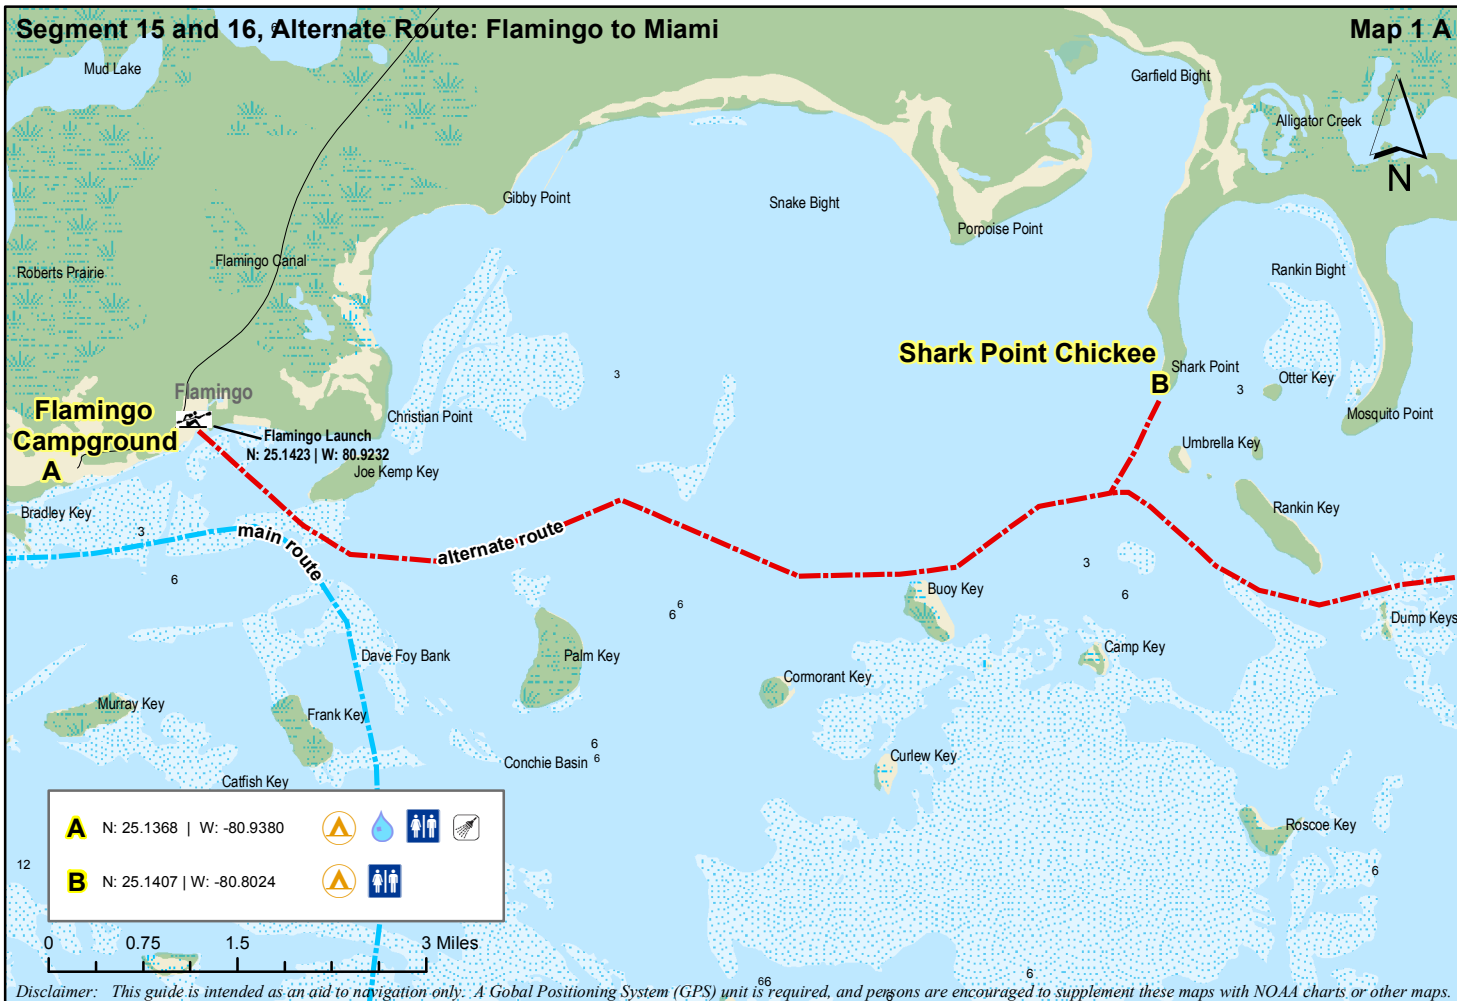 Segment 15 and 16, Alternate Route: Flamingo to Miami
Map 1 A
6
3
Mud Lake
Garfield Bight
Alligator Creek
N
Gibby Point
Snake Bight
Porpoise Point
Roberts Prairie
Flamingo Canal
Rankin Bight
Shark Point Chickee
B
Shark Point
3
3
Otter Key
Flamingo
Flamingo
Campground
A
Christian Point
Mosquito Point
Flamingo Launch
N: 25.1423 | W: 80.9232
Joe Kemp Key
Umbrella Key
Bradley Key
Rankin Key
3
main route
alternate route
3
6
6
6
6
Buoy Key
Dump Keys
Dave Foy Bank
Palm Key
Camp Key
Cormorant Key
Murray Key
Frank Key
6
6
Conchie Basin
Curlew Key
Catfish Key
A N: 25.1368 | W: -80.9380
B N: 25.1407 | W: -80.8024
Roscoe Key
12
6
0 0.75 1.5 3 Miles
66
6
6
Disclaimer: This guide is intended as an aid to navigation only. A Gobal Positioning System (GPS) unit is required, and persons are encouraged to supplement these maps with NOAA charts or other maps.